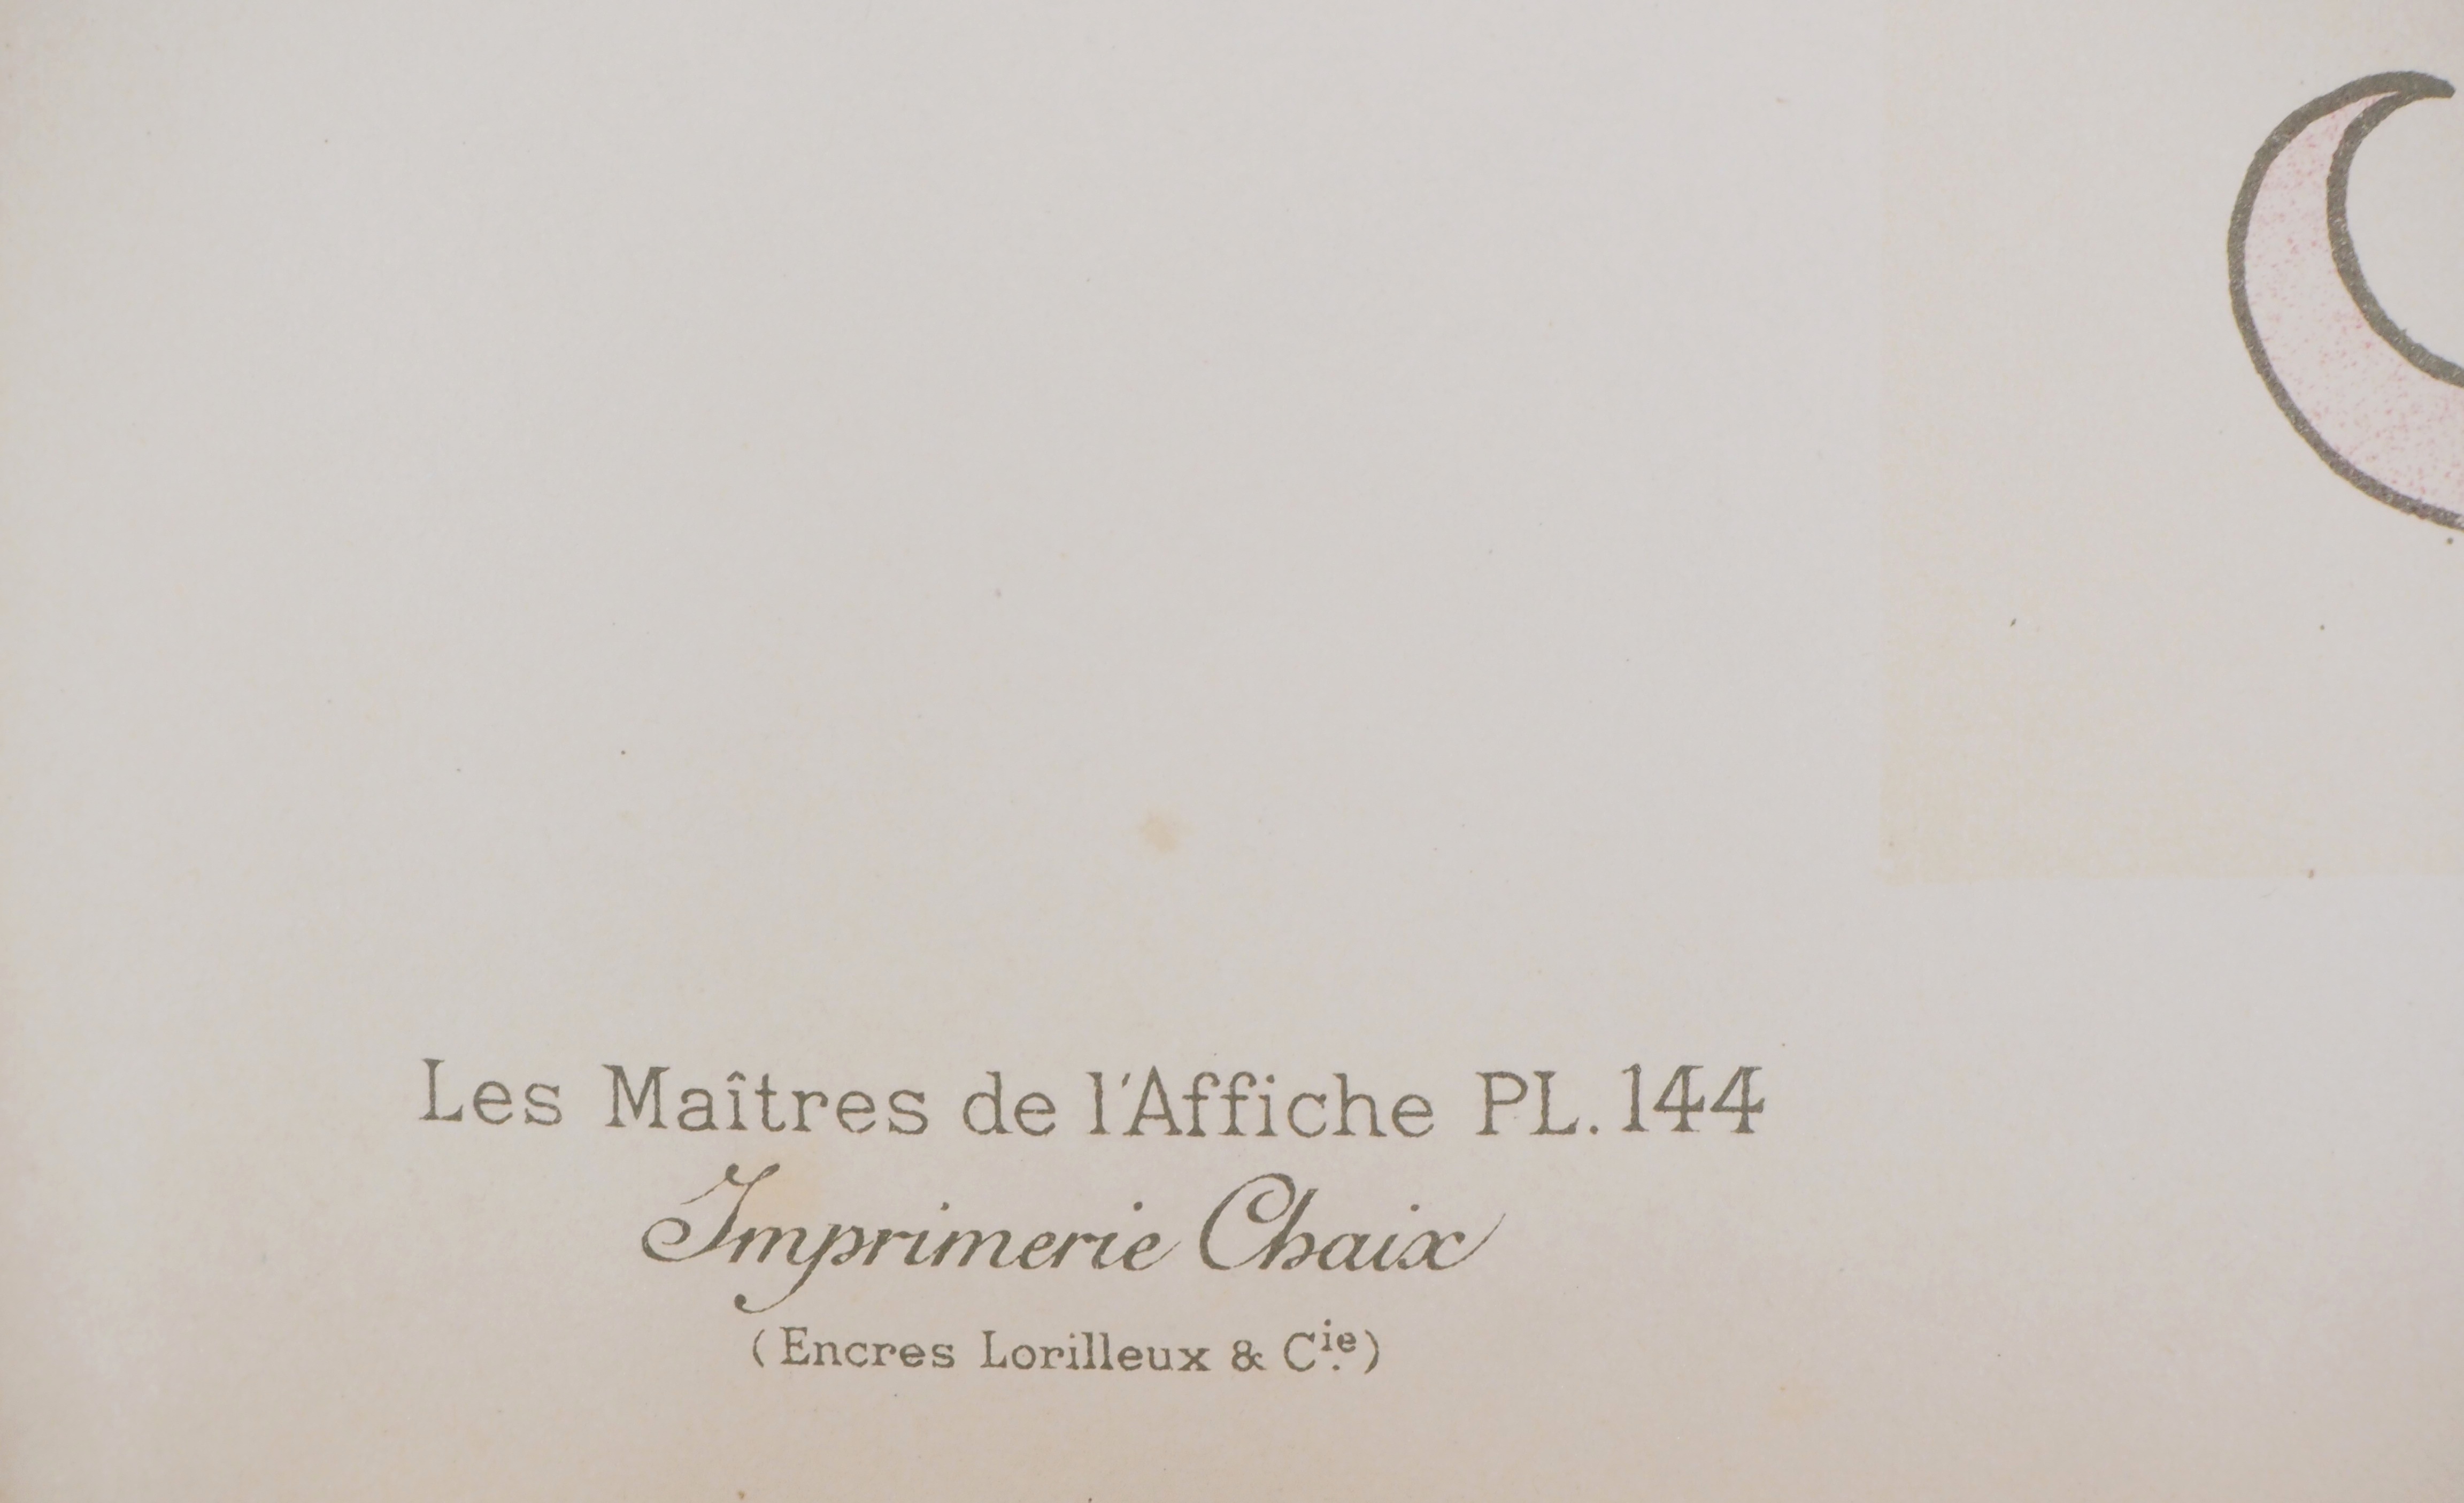 Les Maîtres de l'Affiche PL. 144
Imprimerie Chaix
(Encres Lorilleux & Cie.)